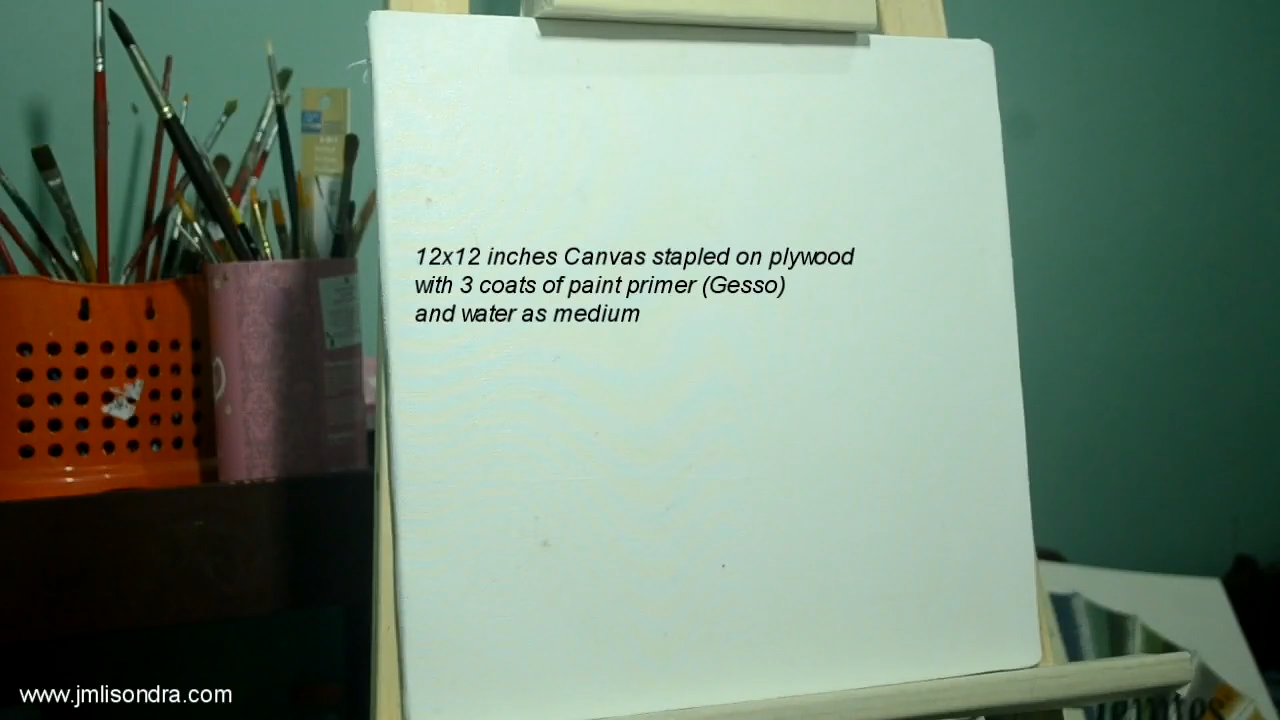 12x12 inches Canvas stapled on plywood
with 3 coats of paint primer (Gesso)
and water as medium
www.jmlisondra.com